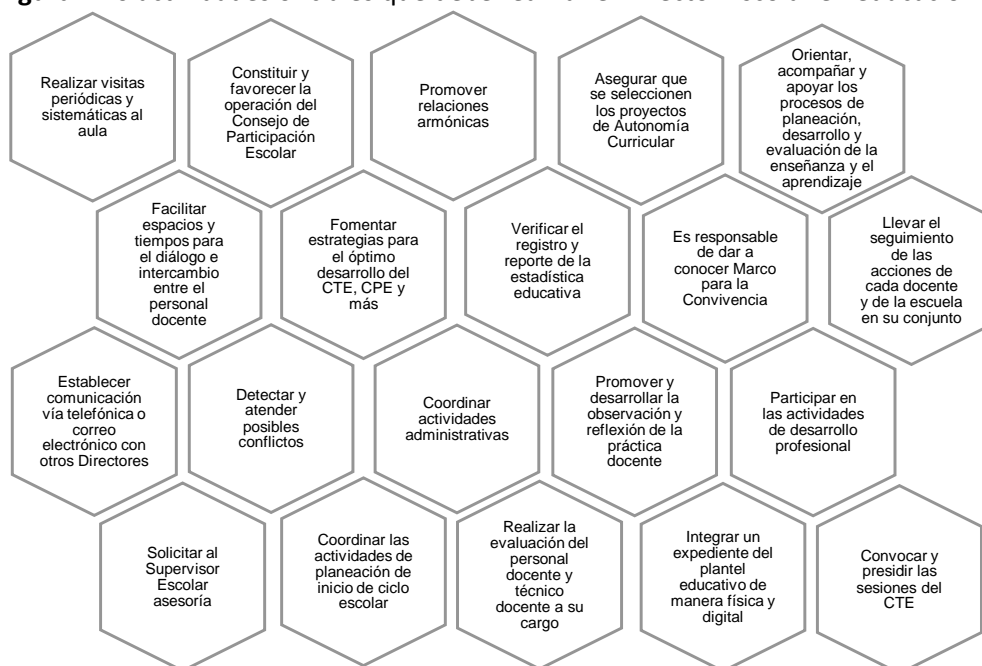 Realizar visitas
periódicas y
sistemáticas al
aula
Constituir y
favorecer la
operación del
Consejo de
Participación
Escolar
Promover
relaciones
armónicas
Asegurar que
se seleccionen
los proyectos
de Autonomía
Curricular
Orientar,
acompañar y
apoyar los
procesos de
planeación,
desarrollo y
evaluación de la
enseñanza y el
aprendizaje
Facilitar
espacios y
tiempos para
el diálogo e
intercambio
entre el
personal
docente
Fomentar
estrategias para
el óptimo
desarrollo del
CTE, CPE y
más
Verificar el
registro y
reporte de la
estadística
educativa
Es responsable
de dar a
conocer Marco
para la
Convivencia
Llevar el
seguimiento
de las
acciones de
cada docente
y de la escuela
en su conjunto
Establecer
comunicación
vía telefónica o
correo
electrónico con
otros Directores
Detectar y
atender
posibles
conflictos
Coordinar
actividades
administrativas
Promover y
desarrollar la
observación y
reflexión de la
práctica
docente
Participar en
las actividades
de desarrollo
profesional
Solicitar al
Supervisor
Escolar
asesoría
Coordinar las
actividades de
planeación de
inicio de ciclo
escolar
Realizar la
evaluación del
personal
docente y
técnico
docente a su
cargo
Integrar un
expediente del
plantel
educativo de
manera física y
digital
Convocar y
presidir las
sesiones del
CTE